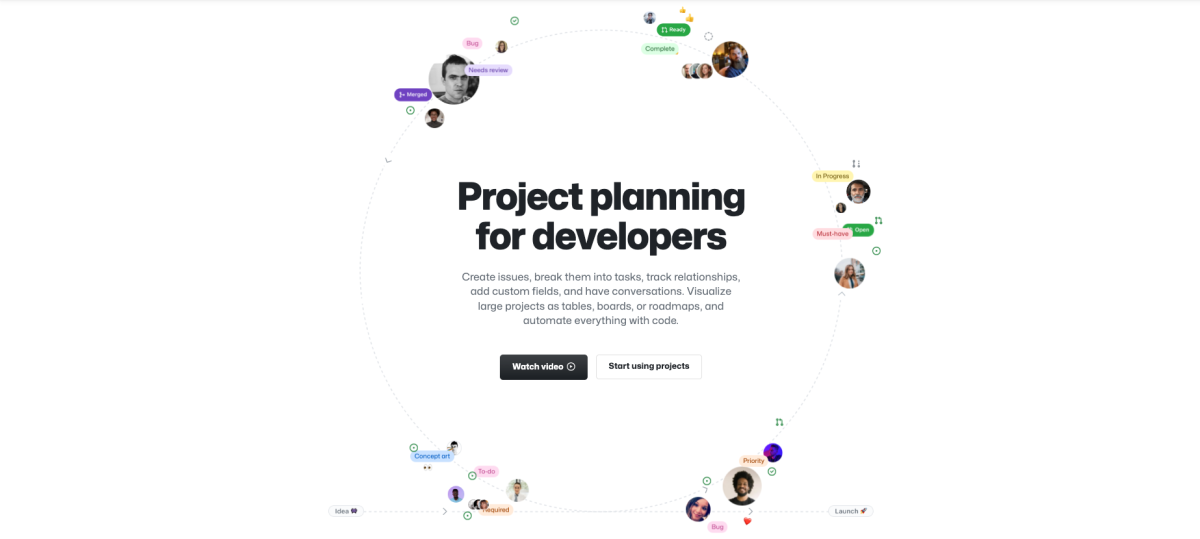 Ready
Bug
Complete
Needs review
Merged
In Progress
Must-have
Open
Project planning
for developers
Create issues, break them into tasks, track relationships,
add custom fields, and have conversations. Visualize
large projects as tables, boards, or roadmaps, and
automate everything with code.
Watch video
Start using projects
Concept art
Priority
To-do
Required
Idea
Launch
Bug